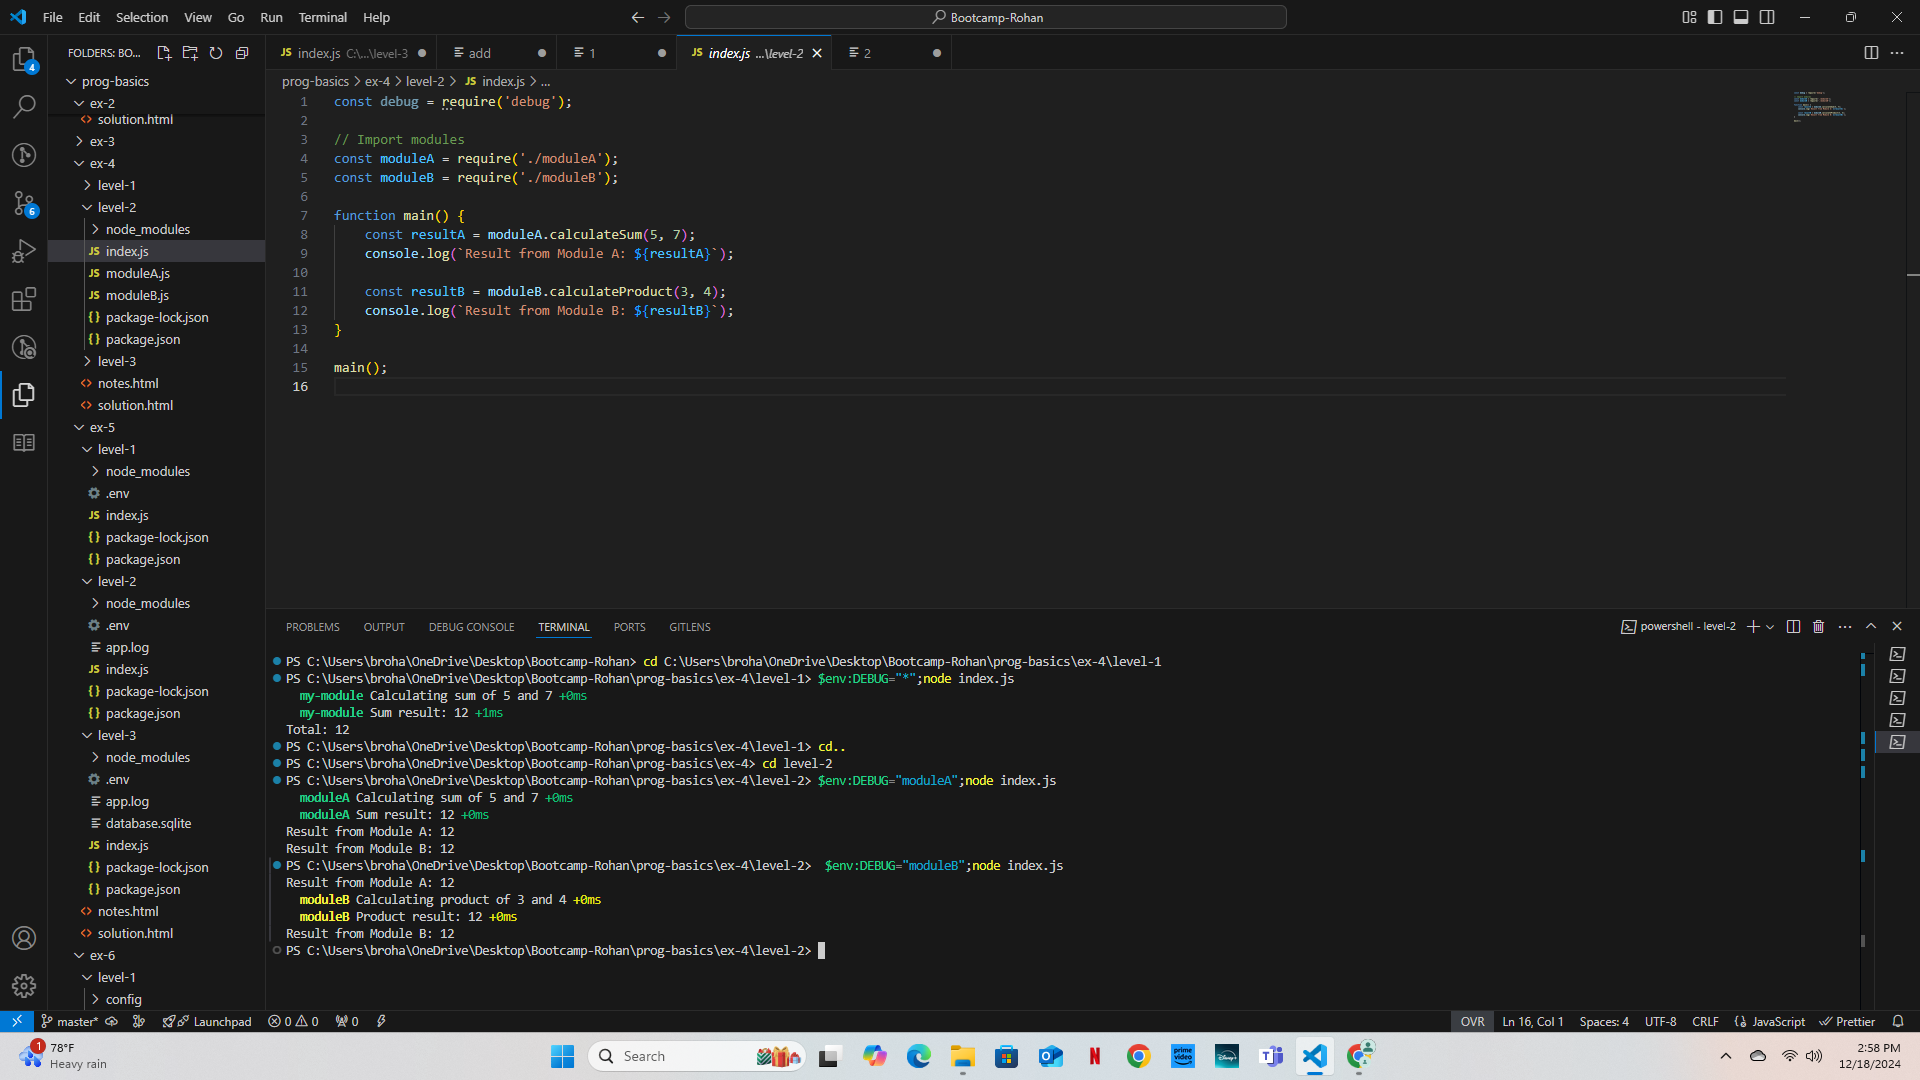 File Edit Selection View Go Run Terminal Help
Bootcamp-Rohan
FOLDERS: BO...
index.js C:\...\level-3
add
1
index.js ...\level-2
2
prog-basics > ex-4 > level-2 > JS index.js > ...
prog-basics
ex-2
solution.html
ex-3
ex-4
level-1
level-2
node_modules
JS index.js
JS moduleA.js
JS moduleB.js
{} package-lock.json
{} package.json
level-3
<> notes.html
<> solution.html
ex-5
level-1
node_modules
.env
JS index.js
{} package-lock.json
{} package.json
level-2
node_modules
.env
app.log
JS index.js
{} package-lock.json
{} package.json
level-3
node_modules
.env
app.log
database.sqlite
JS index.js
{} package-lock.json
{} package.json
<> notes.html
<> solution.html
ex-6
level-1
config
1 const debug = require('debug');
2
3 // Import modules
4 const moduleA = require('./moduleA');
5 const moduleB = require('./moduleB');
6
7 function main() {
8 const resultA = moduleA.calculateSum(5, 7);
9 console.log(`Result from Module A: ${resultA}`);
10
11 const resultB = moduleB.calculateProduct(3, 4);
12 console.log(`Result from Module B: ${resultB}`);
13 }
14
15 main();
16
PROBLEMS OUTPUT DEBUG CONSOLE TERMINAL PORTS GITLENS
powershell - level-2
PS C:\Users\broha\OneDrive\Desktop\Bootcamp-Rohan> cd C:\Users\broha\OneDrive\Desktop\Bootcamp-Rohan\prog-basics\ex-4\level-1
PS C:\Users\broha\OneDrive\Desktop\Bootcamp-Rohan\prog-basics\ex-4\level-1> $env:DEBUG="*";node index.js
my-module Calculating sum of 5 and 7 +0ms
my-module Sum result: 12 +1ms
Total: 12
PS C:\Users\broha\OneDrive\Desktop\Bootcamp-Rohan\prog-basics\ex-4\level-1> cd..
PS C:\Users\broha\OneDrive\Desktop\Bootcamp-Rohan\prog-basics\ex-4> cd level-2
PS C:\Users\broha\OneDrive\Desktop\Bootcamp-Rohan\prog-basics\ex-4\level-2> $env:DEBUG="moduleA";node index.js
moduleA Calculating sum of 5 and 7 +0ms
moduleA Sum result: 12 +0ms
Result from Module A: 12
Result from Module B: 12
PS C:\Users\broha\OneDrive\Desktop\Bootcamp-Rohan\prog-basics\ex-4\level-2> $env:DEBUG="moduleB";node index.js
Result from Module A: 12
moduleB Calculating product of 3 and 4 +0ms
moduleB Product result: 12 +0ms
Result from Module B: 12
PS C:\Users\broha\OneDrive\Desktop\Bootcamp-Rohan\prog-basics\ex-4\level-2>
4
6
master* Launchpad 0 0 0
OVR Ln 16, Col 1 Spaces: 4 UTF-8 CRLF {} JavaScript Prettier
1
78°F
Heavy rain
Search
2:58 PM
12/18/2024